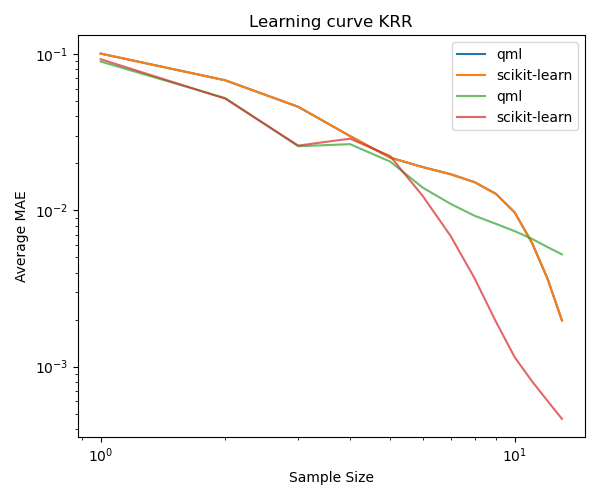 Learning curve KRR
qml
scikit-learn
qml
scikit-learn
Average MAE
10⁻¹
10⁻²
10⁻³
10⁰
10¹
Sample Size